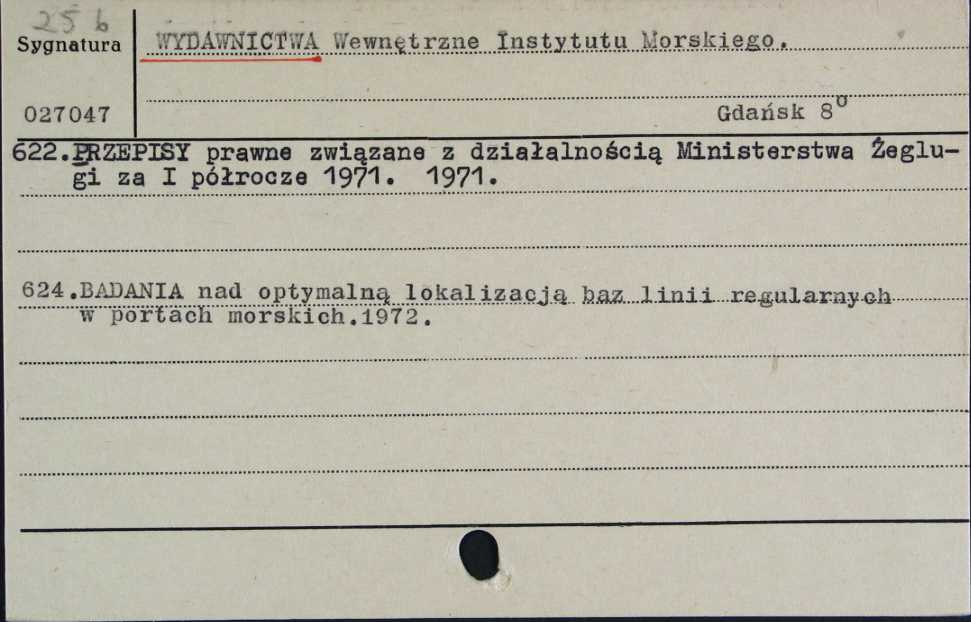 25 b
Sygnatura
WYDAWNICTWA Wewnętrzne Instytutu Morskiego.
027047
Gdańsk 8°
622.PRZEPISY prawne związane z działalnością Ministerstwa Żeglu-
gi za I półrocze 1971. 1971.
624.BADANIA nad optymalną lokalizacją baz linii regularnych
w portach morskich.1972.